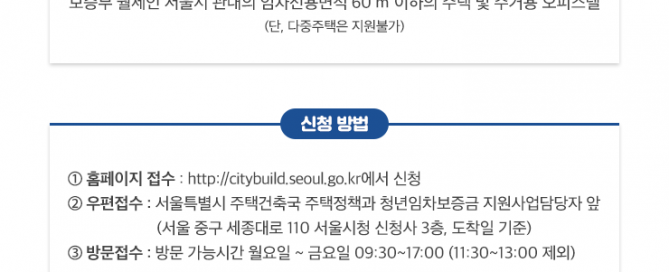 보증부 월세인 서울시 관내의 임차전용면적 60㎡ 이하의 주택 및 주거용 오피스텔
(단, 다중주택은 지원불가)
신청 방법
① 홈페이지 접수 : http://citybuild.seoul.go.kr에서 신청
② 우편접수 : 서울특별시 주택건축국 주택정책과 청년임차보증금 지원사업담당자 앞
(서울 중구 세종대로 110 서울시청 신청사 3층, 도착일 기준)
③ 방문접수 : 방문 가능시간 월요일 ~ 금요일 09:30~17:00 (11:30~13:00 제외)